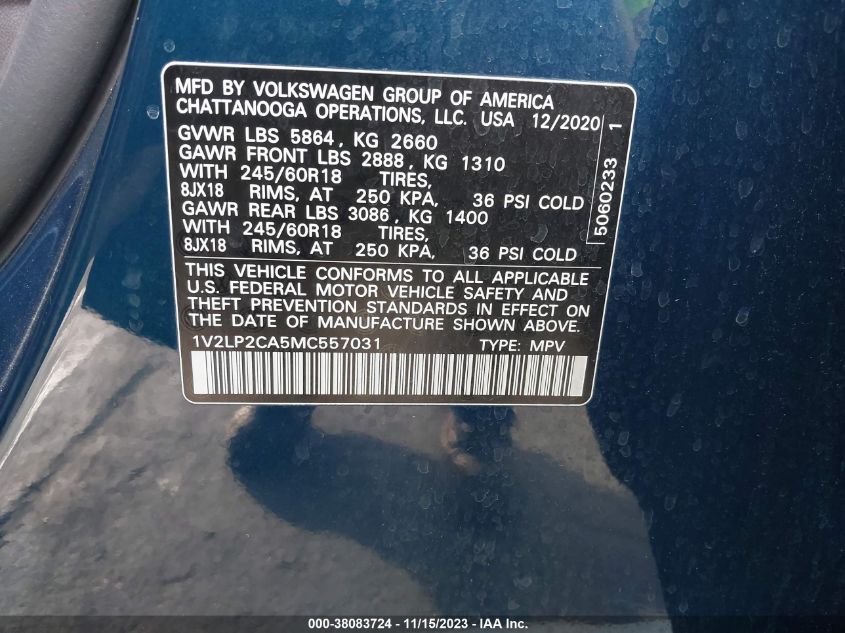 MFD BY VOLKSWAGEN GROUP OF AMERICA
CHATTANOOGA OPERATIONS, LLC. USA 12/2020
GVWR LBS 5864, KG 2660
GAWR FRONT LBS 2888, KG 1310
WITH 245/60R18 TIRES,
8JX18 RIMS, AT 250 KPA, 36 PSI COLD
GAWR REAR LBS 3086, KG 1400
WITH 245/60R18 TIRES,
8JX18 RIMS, AT 250 KPA, 36 PSI COLD
5060233 1
THIS VEHICLE CONFORMS TO ALL APPLICABLE
U.S. FEDERAL MOTOR VEHICLE SAFETY AND
THEFT PREVENTION STANDARDS IN EFFECT ON
THE DATE OF MANUFACTURE SHOWN ABOVE.
1V2LP2CA5MC557031 TYPE: MPV
000-38083724 - 11/15/2023 - IAA Inc.